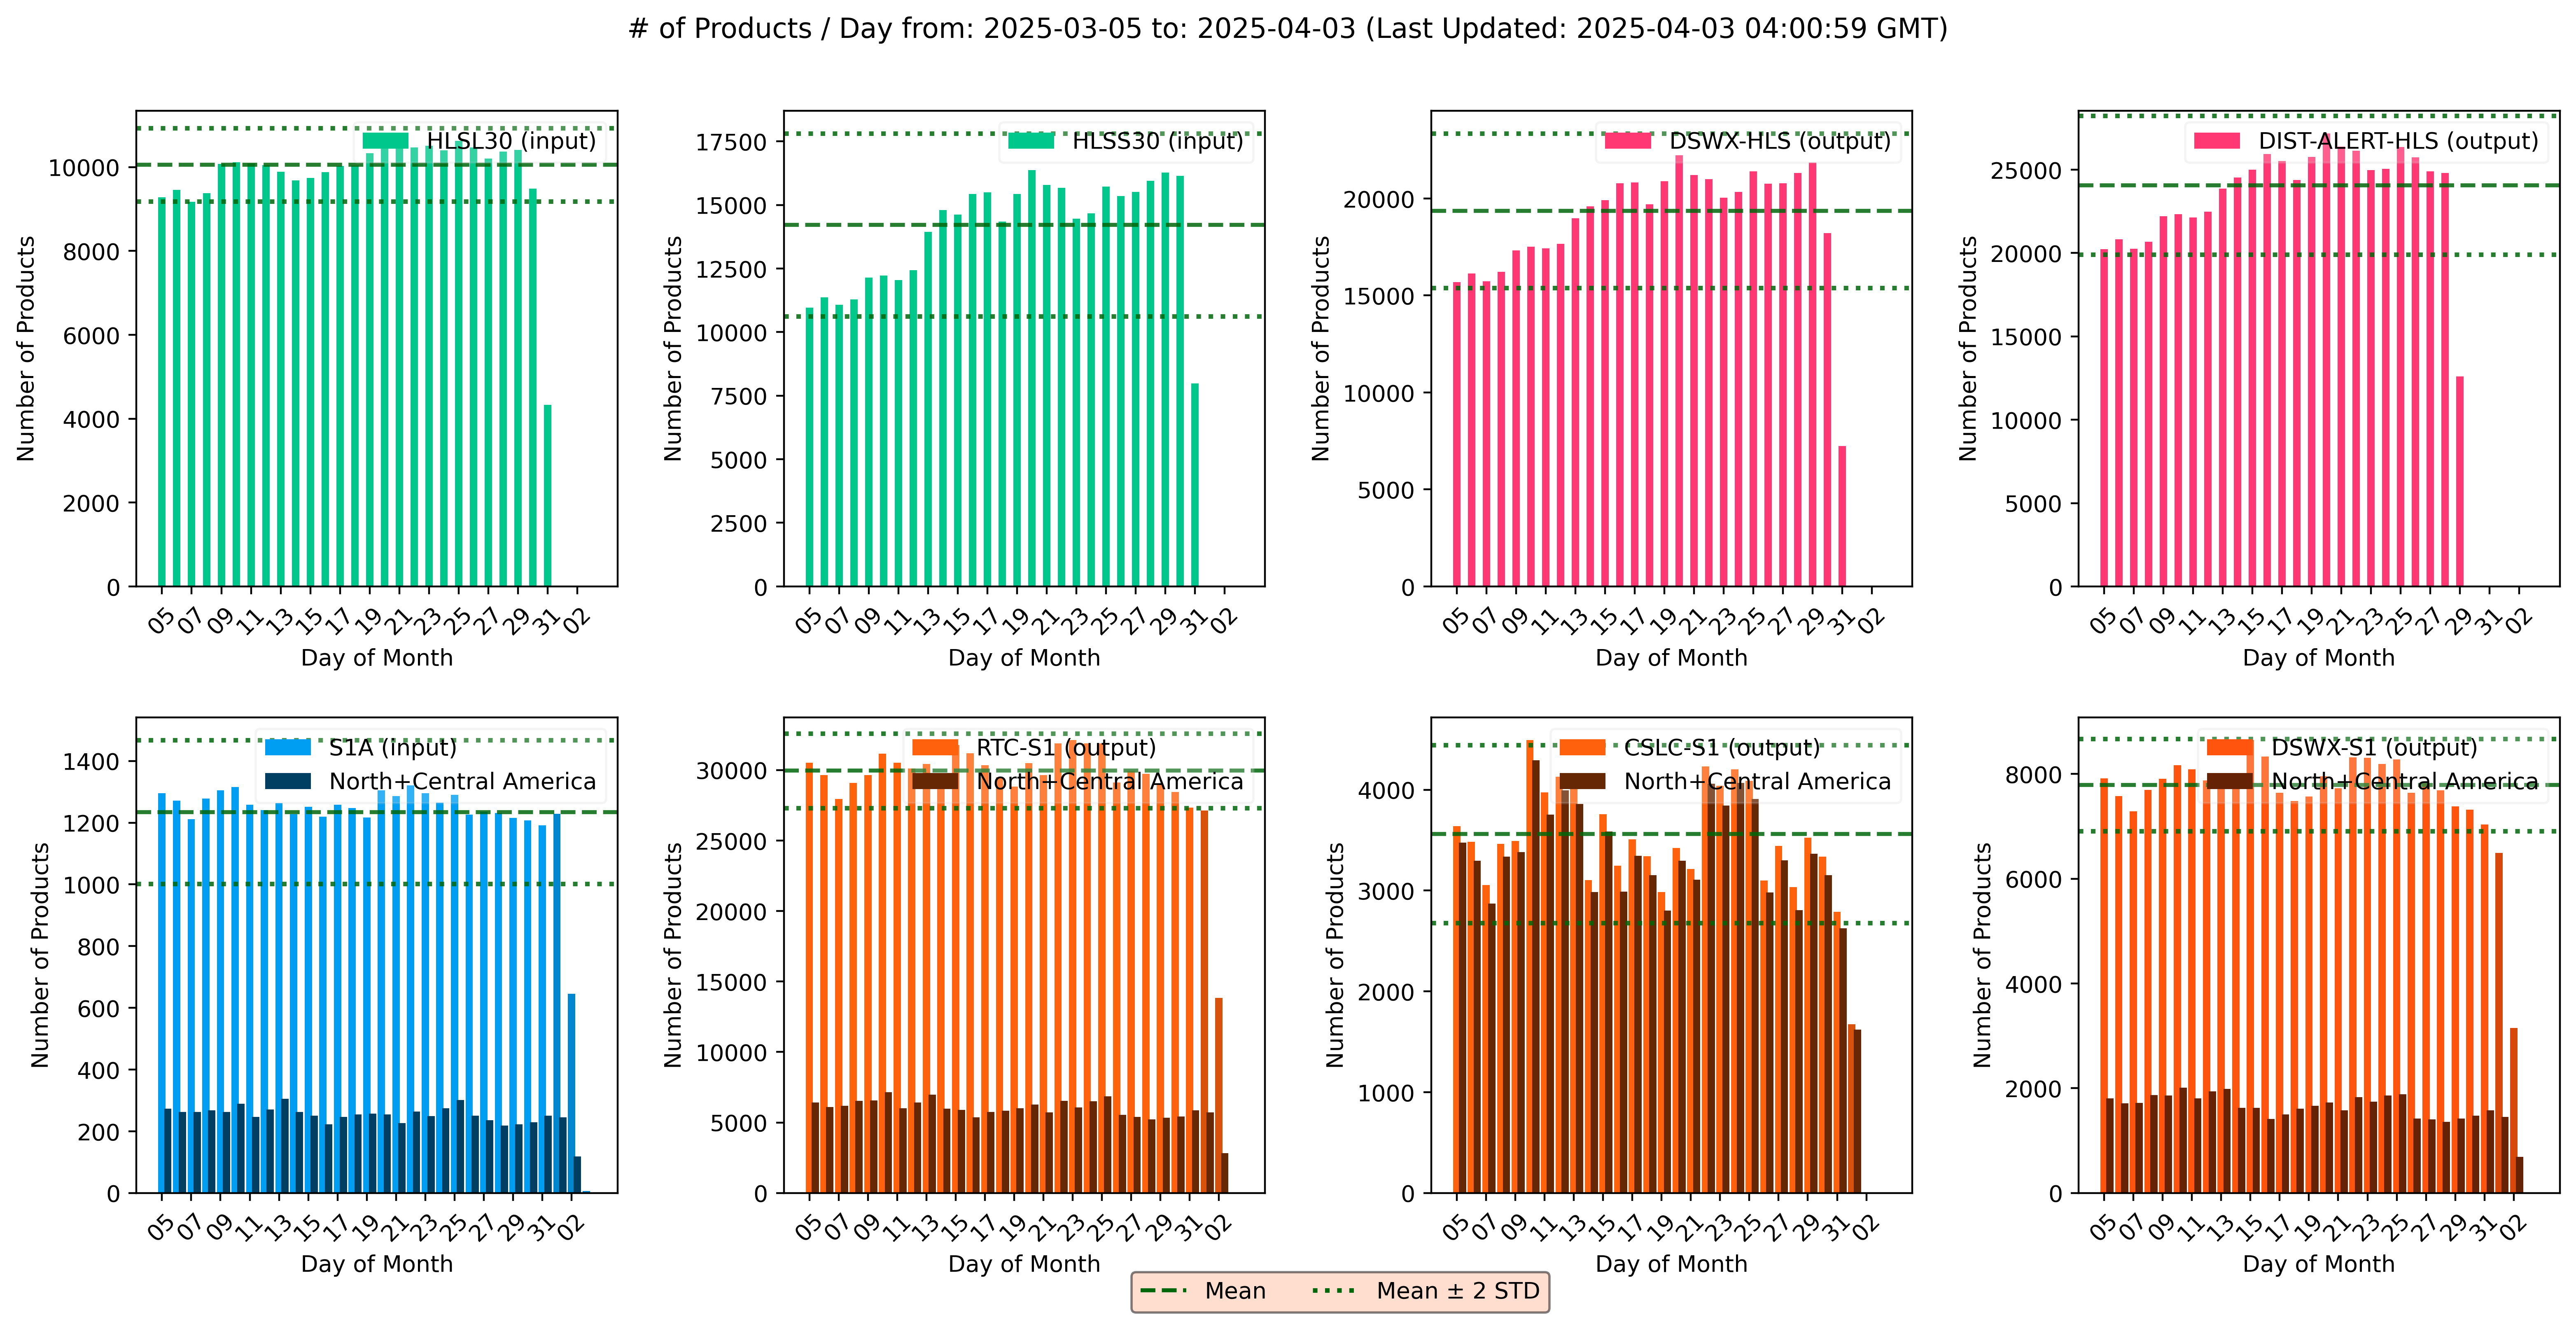 # of Products / Day from: 2025-03-05 to: 2025-04-03 (Last Updated: 2025-04-03 04:00:59 GMT)
HLSL30 (input)
Number of Products
10000
8000
6000
4000
2000
0
05 07 09 11 13 15 17 19 21 23 25 27 29 31 02
Day of Month
HLSS30 (input)
Number of Products
17500
15000
12500
10000
7500
5000
2500
0
05 07 09 11 13 15 17 19 21 23 25 27 29 31 02
Day of Month
DSWX-HLS (output)
Number of Products
20000
15000
10000
5000
0
05 07 09 11 13 15 17 19 21 23 25 27 29 31 02
Day of Month
DIST-ALERT-HLS (output)
Number of Products
25000
20000
15000
10000
5000
0
05 07 09 11 13 15 17 19 21 23 25 27 29 31 02
Day of Month
S1A (input)
North+Central America
Number of Products
1400
1200
1000
800
600
400
200
0
05 07 09 11 13 15 17 19 21 23 25 27 29 31 02
Day of Month
RTC-S1 (output)
North+Central America
Number of Products
30000
25000
20000
15000
10000
5000
0
05 07 09 11 13 15 17 19 21 23 25 27 29 31 02
Day of Month
CSLC-S1 (output)
North+Central America
Number of Products
4000
3000
2000
1000
0
05 07 09 11 13 15 17 19 21 23 25 27 29 31 02
Day of Month
DSWX-S1 (output)
North+Central America
Number of Products
8000
6000
4000
2000
0
05 07 09 11 13 15 17 19 21 23 25 27 29 31 02
Day of Month
Mean
Mean ± 2 STD